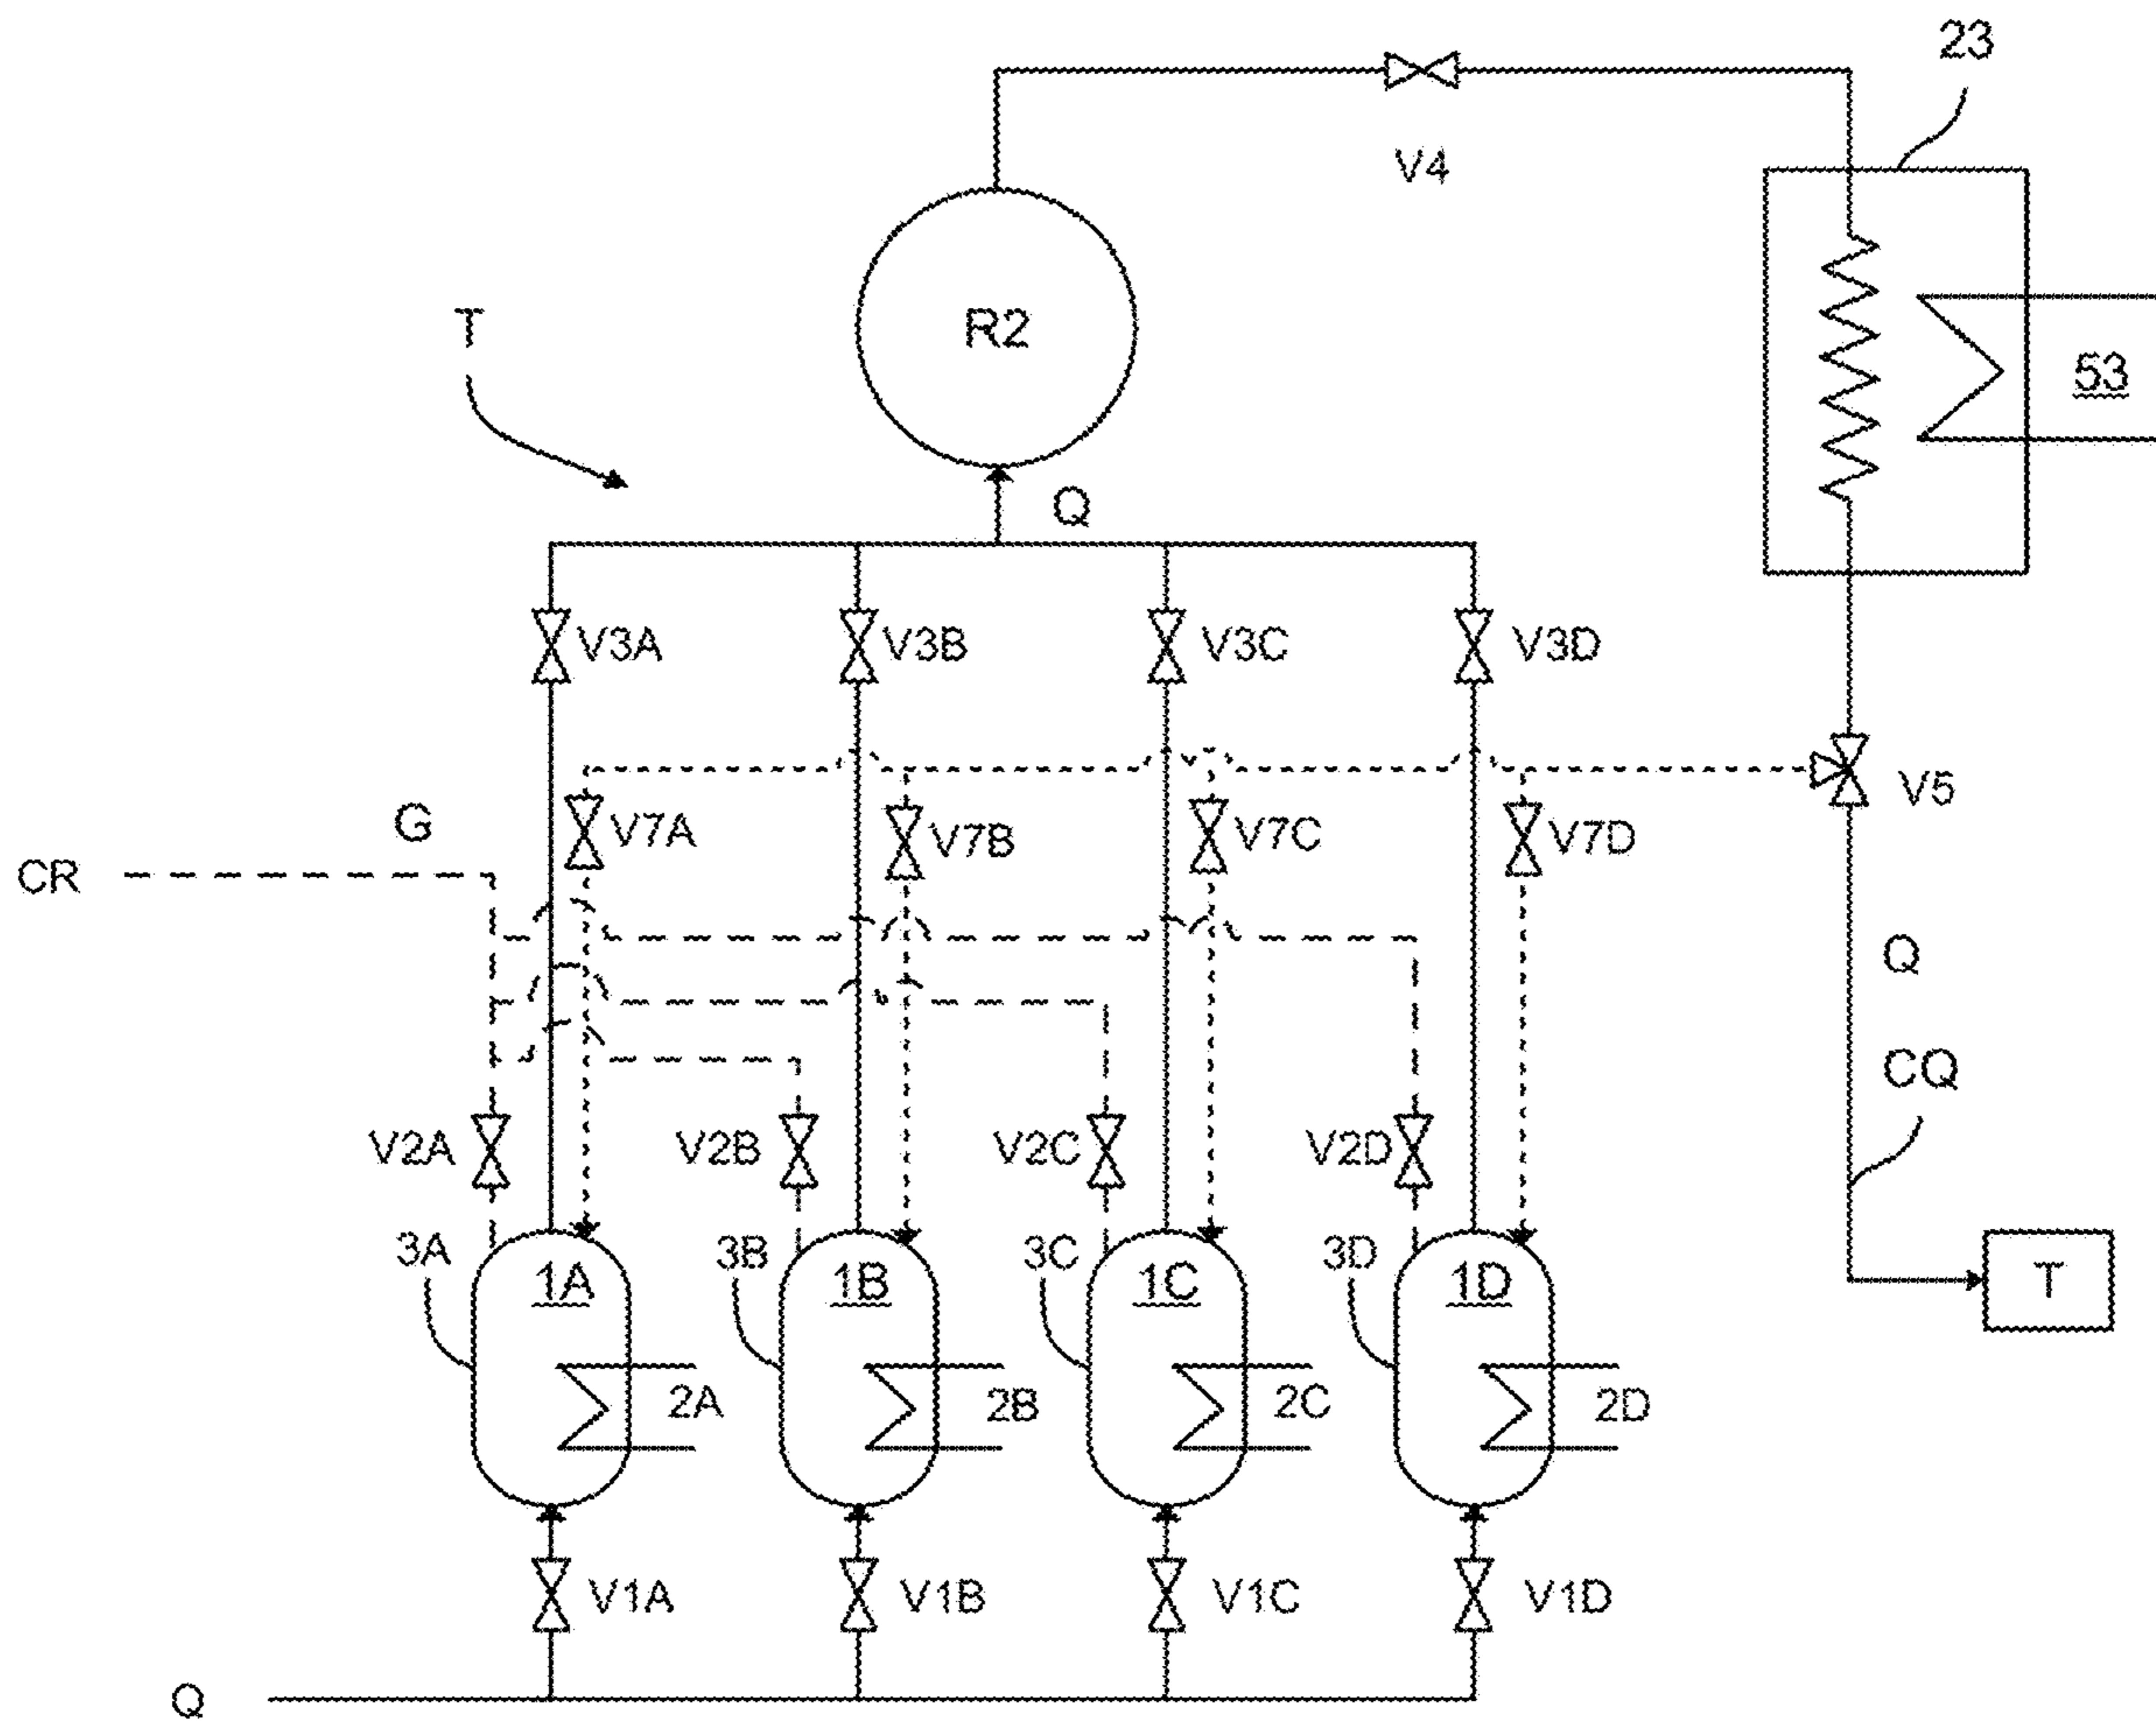 23
V4
T
R2
53
Q
V3A V3B V3C V3D
V5
G
V7A V7B V7C V7D
CR
Q
CQ
V2A V2B V2C V2D
3A 3B 3C 3D
1A 1B 1C 1D
T
2A 2B 2C 2D
V1A V1B V1C V1D
Q